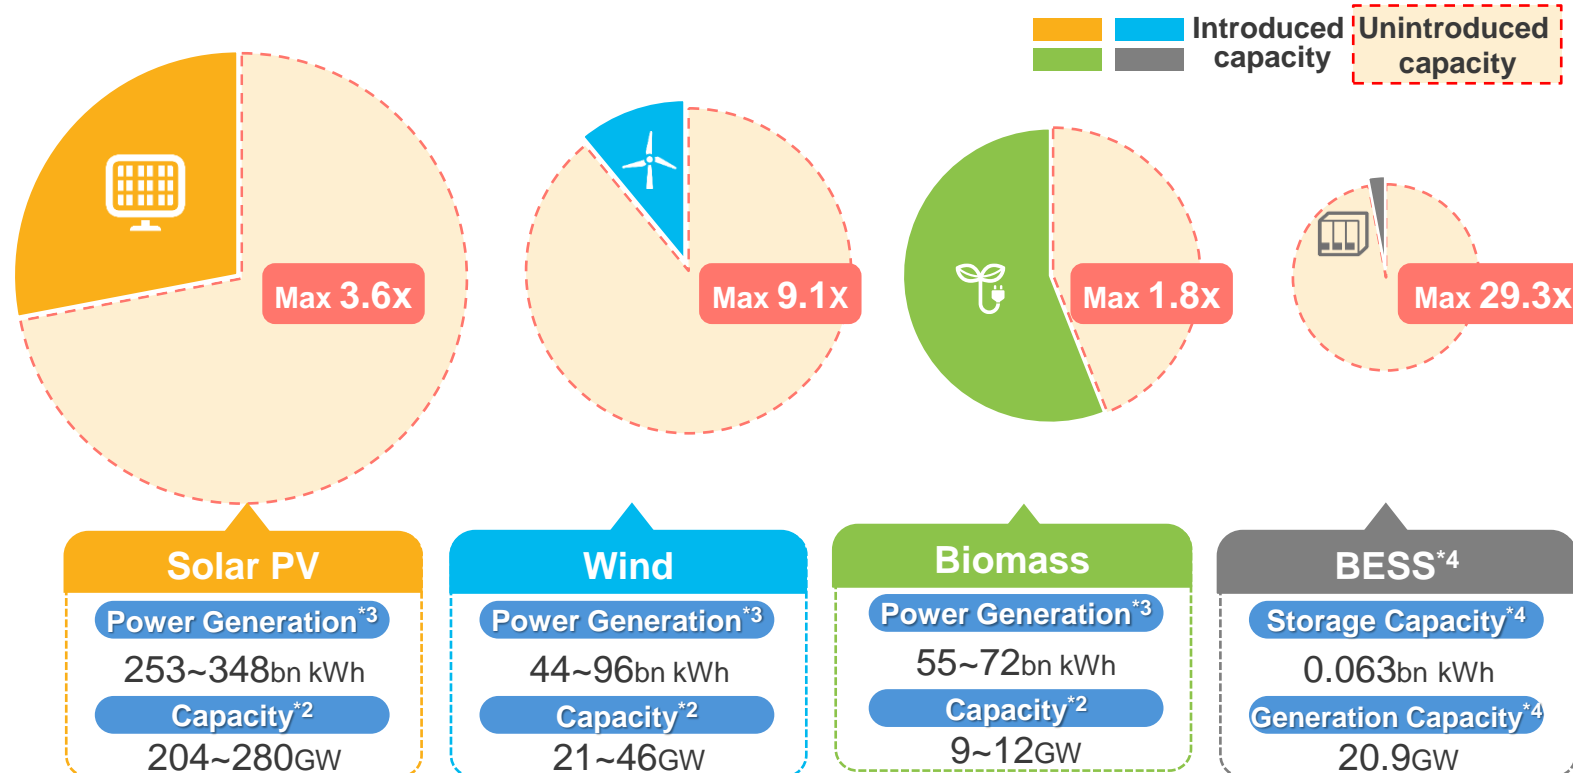 Introduced
capacity
Unintroduced
capacity
Max 3.6x
Max 9.1x
Max 1.8x
Max 29.3x
Solar PV
Power Generation*3
253~348bn kWh
Capacity*2
204~280GW
Wind
Power Generation*3
44~96bn kWh
Capacity*2
21~46GW
Biomass
Power Generation*3
55~72bn kWh
Capacity*2
9~12GW
BESS*4
Storage Capacity*4
0.063bn kWh
Generation Capacity*4
20.9GW